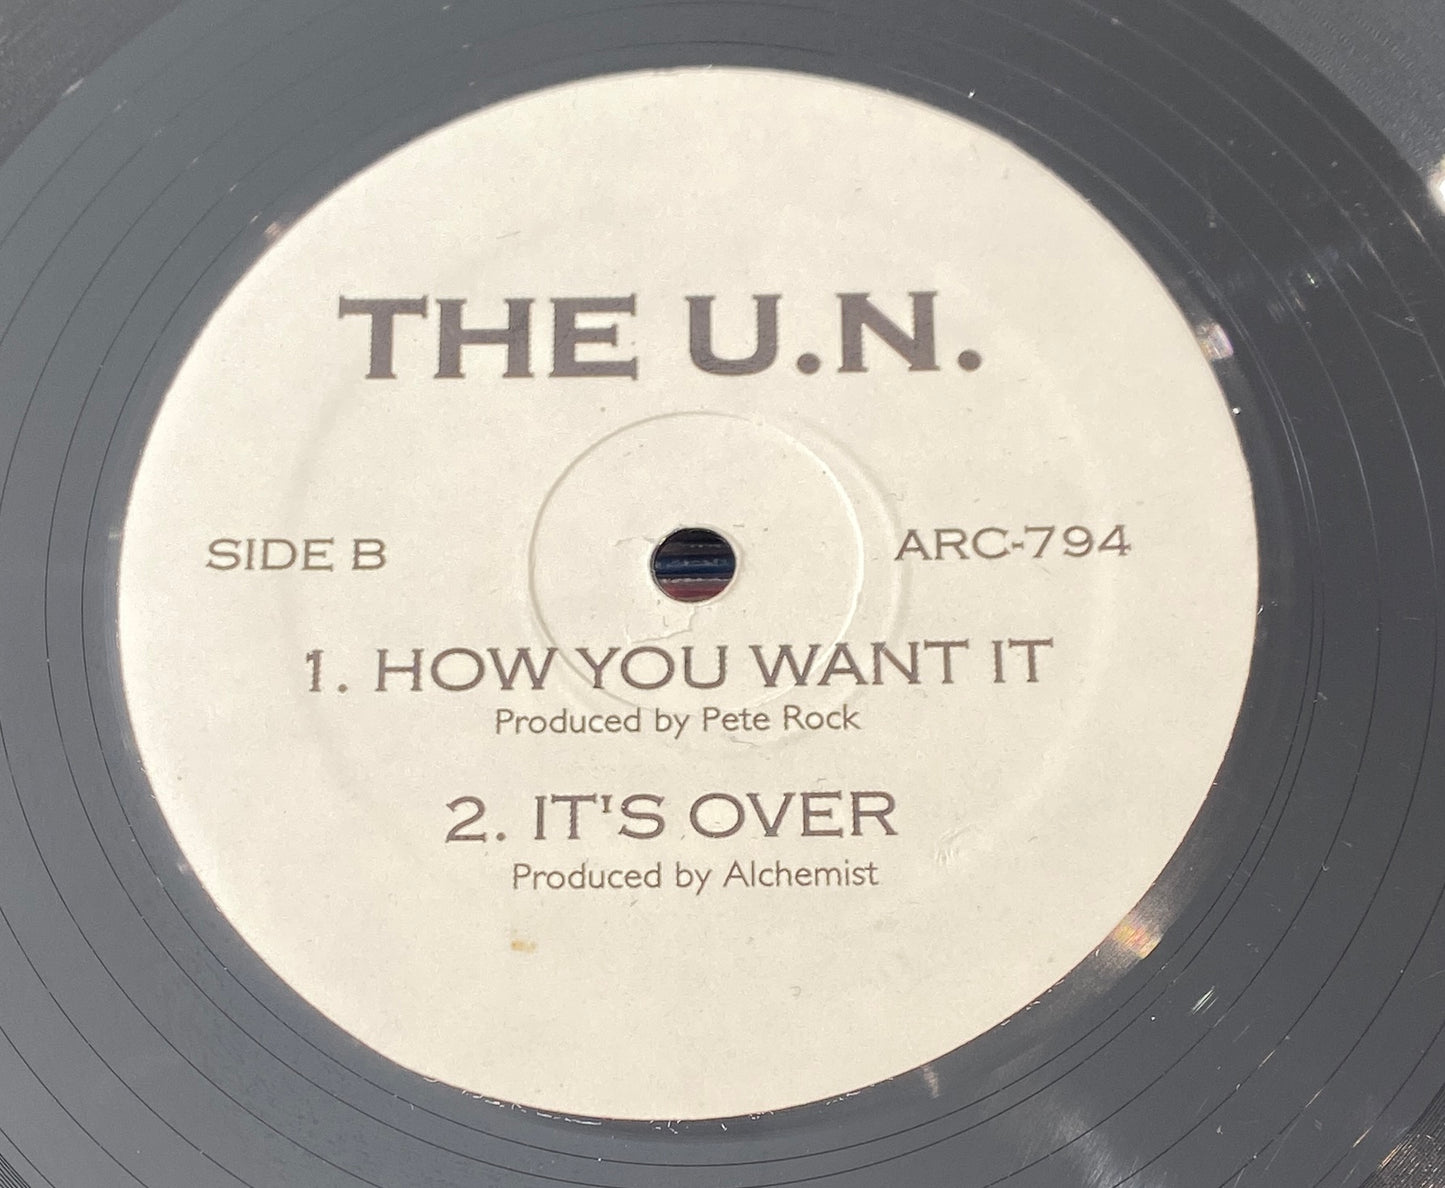 THE U.N.
SIDE B
ARC-794
1. HOW YOU WANT IT
Produced by Pete Rock
2. IT'S OVER
Produced by Alchemist